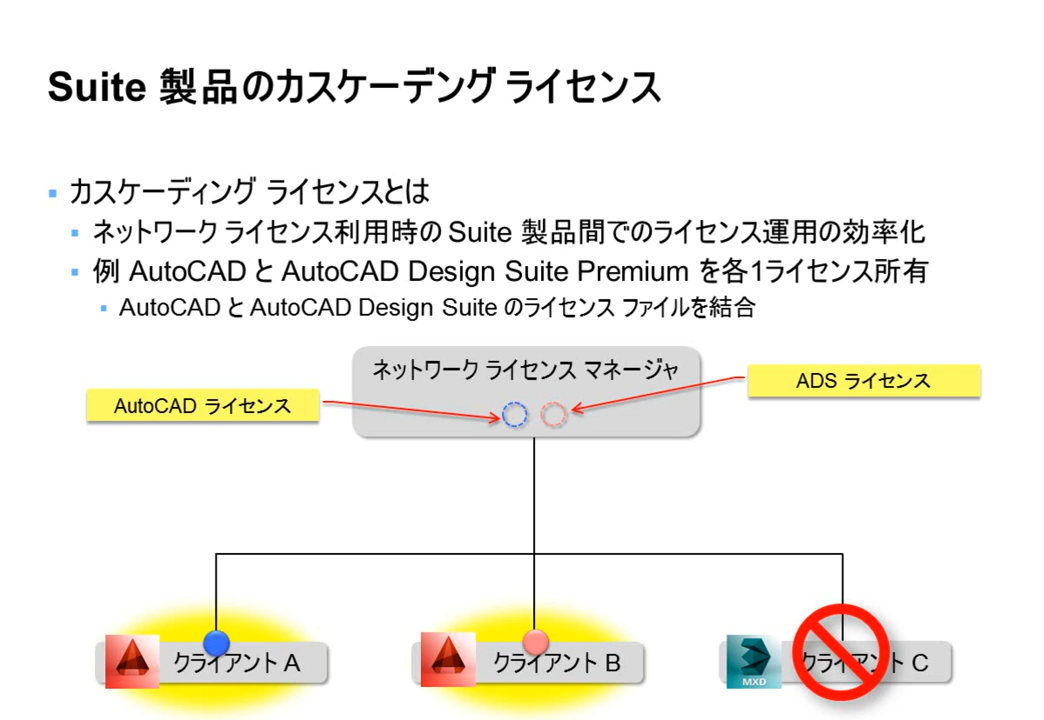 Suite 製品のカスケーデング ライセンス
カスケーディング ライセンスとは
ネットワーク ライセンス利用時の Suite 製品間でのライセンス運用の効率化
例 AutoCAD と AutoCAD Design Suite Premium を各1ライセンス所有
AutoCAD と AutoCAD Design Suite のライセンス ファイルを結合
ネットワーク ライセンス マネージャ
ADS ライセンス
AutoCAD ライセンス
クライアント A
クライアント B
クライアント C
MXD